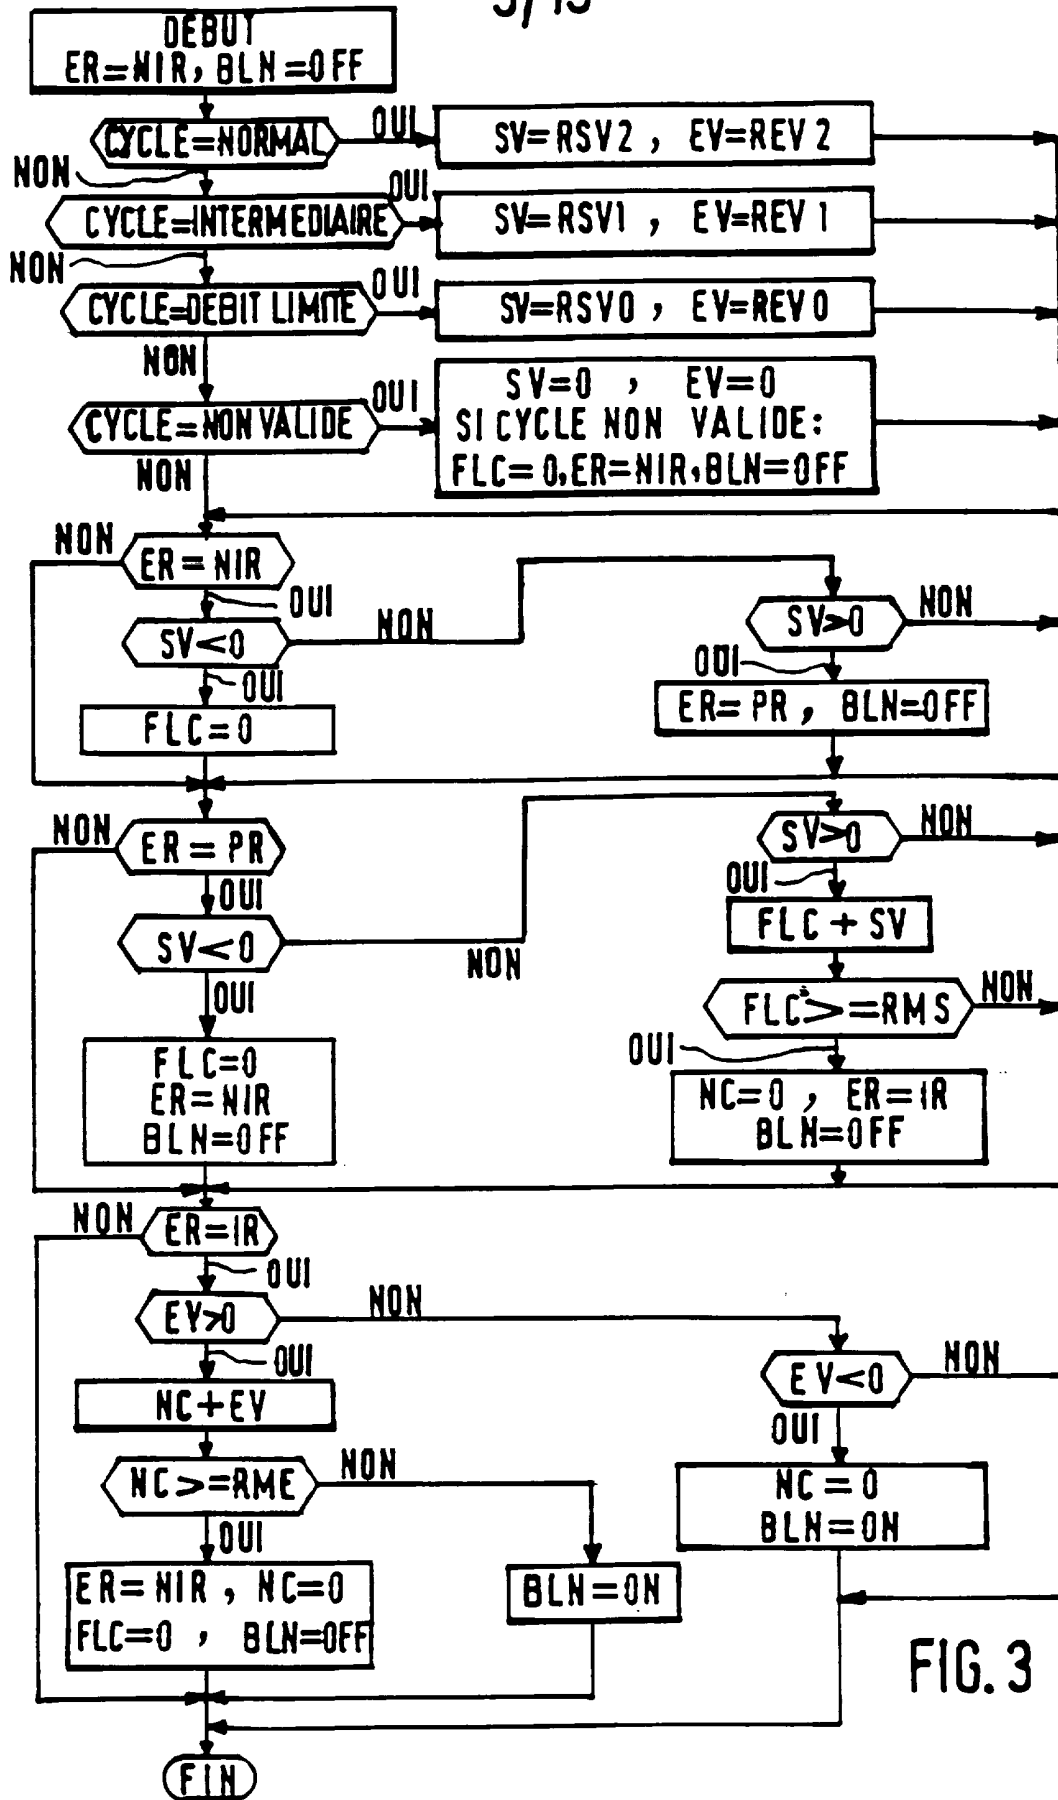 DEBUT
ER=NIR, BLN=OFF
CYCLE=NORMAL
OUI
SV=RSV2 , EV=REV2
NON
CYCLE=INTERMEDIAIRE
OUI
SV=RSV1 , EV=REV1
NON
CYCLE=DEBIT LIMITE
OUI
SV=RSV0 , EV=REV0
NON
CYCLE=NON VALIDE
OUI
SV=0 , EV=0
SI CYCLE NON VALIDE:
FLC=0,ER=NIR,BLN=OFF
NON
NON
ER=NIR
OUI
SV<0
NON
SV>0
NON
OUI
OUI
FLC=0
ER=PR, BLN=OFF
NON
ER=PR
OUI
SV<0
NON
SV>0
NON
OUI
FLC+SV
OUI
FLC>=RMS
NON
OUI
FLC=0
ER=NIR
BLN=OFF
NC=0 , ER=IR
BLN=OFF
NON
ER=IR
OUI
EV>0
NON
OUI
EV<0
NON
NC+EV
OUI
NC>=RME
NON
NC=0
BLN=ON
OUI
ER=NIR, NC=0
FLC=0 , BLN=OFF
BLN=ON
FIG. 3
FIN